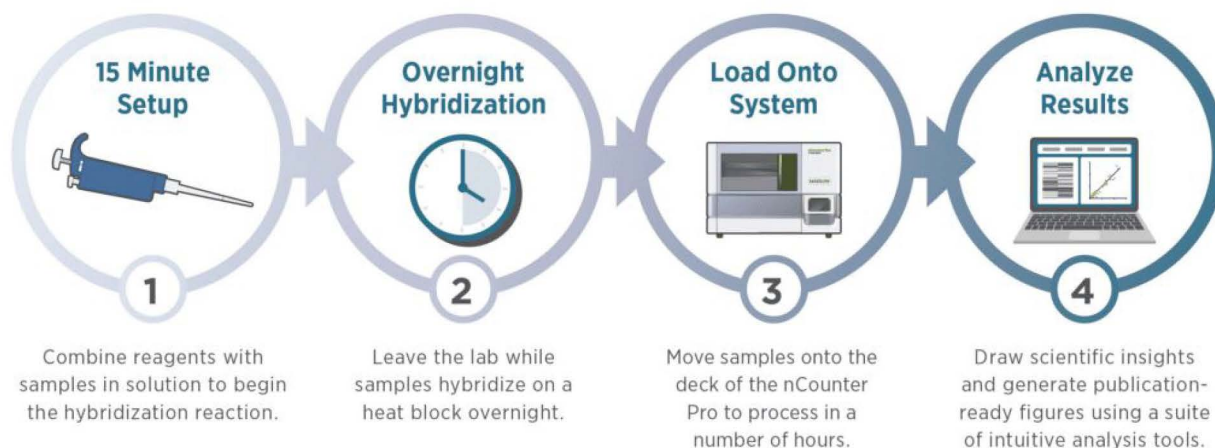 15 Minute
Setup
1
Combine reagents with
samples in solution to begin
the hybridization reaction.
Overnight
Hybridization
2
Leave the lab while
samples hybridize on a
heat block overnight.
Load Onto
System
3
Move samples onto the
deck of the nCounter
Pro to process in a
number of hours.
Analyze
Results
4
Draw scientific insights
and generate publication-
ready figures using a suite
of intuitive analysis tools.